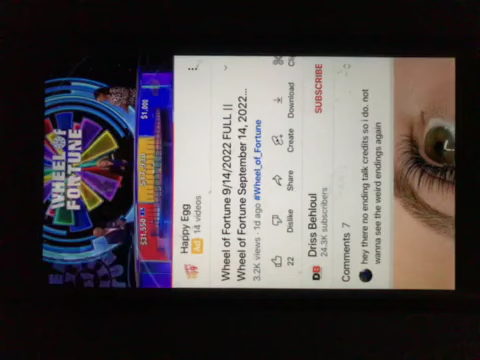 WHEEL OF
FORTUNE
$31,550
$1,001
Happy Egg
Ad 14 videos
Wheel of Fortune 9/14/2022 FULL ||
Wheel of Fortune September 14, 2022...
3.2K views · 1d ago #Wheel_of_Fortune
22
Dislike
Share
Create
Download
DB
Driss Behloul
24.3K subscribers
SUBSCRIBE
Comments 7
hey there no ending talk credits so i do. not
wanna see the weird endings again